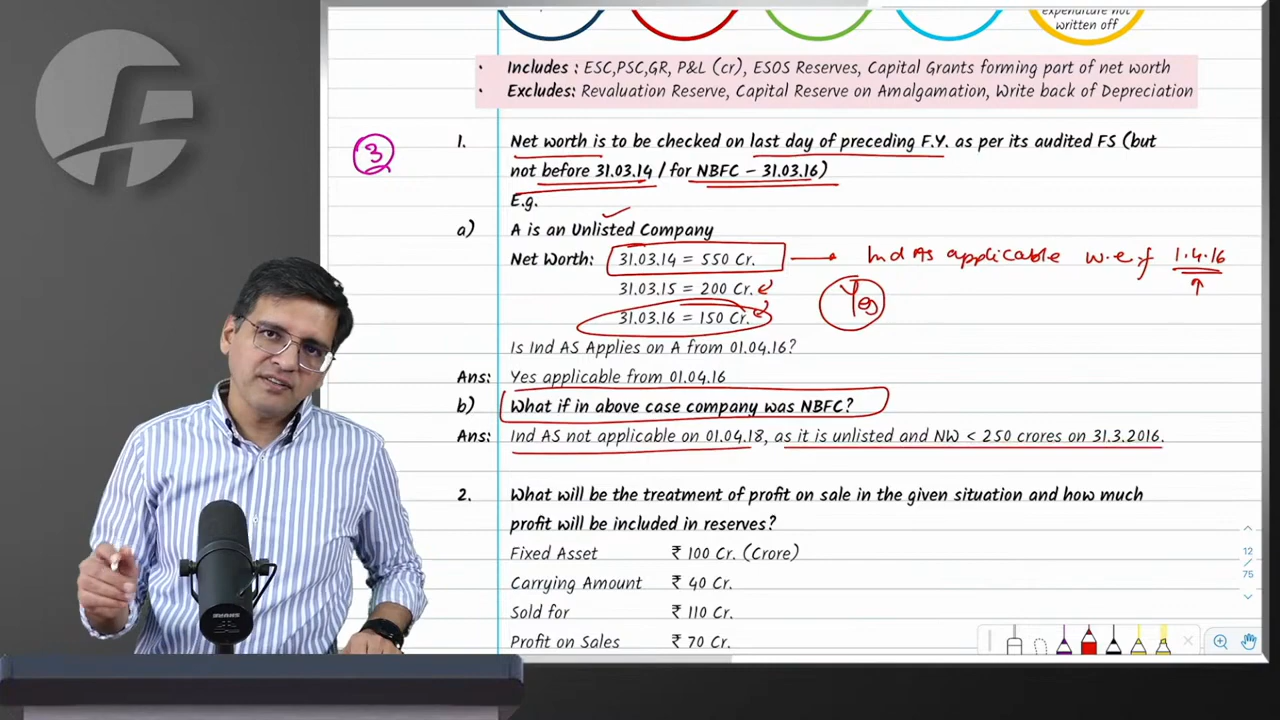 expenditure not
written off
• Includes : ESC,PSC,GR, P&L (cr), ESOS Reserves, Capital Grants forming part of net worth
• Excludes: Revaluation Reserve, Capital Reserve on Amalgamation, Write back of Depreciation
3
1. Net worth is to be checked on last day of preceding F.Y. as per its audited FS (but
not before 31.03.14 / for NBFC – 31.03.16)
E.g.
a) A is an Unlisted Company
Net Worth: 31.03.14 = 550 Cr. → Ind As applicable w.e.f 1.4.16
31.03.15 = 200 Cr.
31.03.16 = 150 Cr. Yes
Is Ind AS Applies on A from 01.04.16?
Ans: Yes applicable from 01.04.16
b) What if in above case company was NBFC?
Ans: Ind AS not applicable on 01.04.18, as it is unlisted and NW < 250 crores on 31.3.2016.
2. What will be the treatment of profit on sale in the given situation and how much
profit will be included in reserves?
Fixed Asset ₹ 100 Cr. (Crore)
Carrying Amount ₹ 40 Cr.
Sold for ₹ 110 Cr.
Profit on Sales ₹ 70 Cr.
12
/
75
SHURE